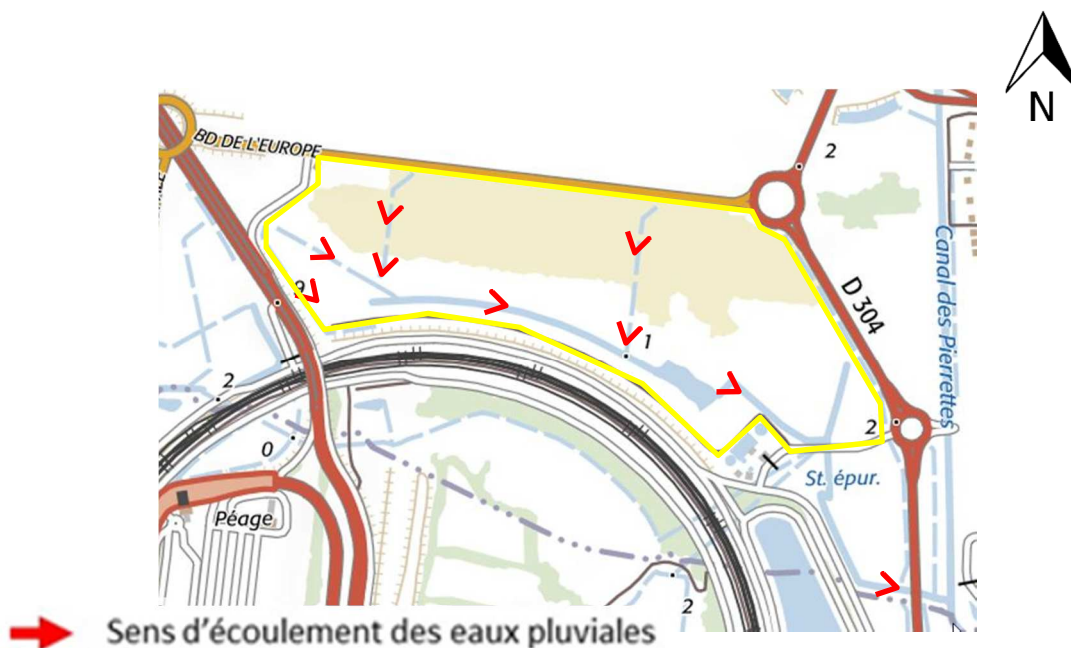 N
BD DE L'EUROPE
2
9
D 304
Canal des Pierrettes
1
2
2
0
St. épur.
Péage
2
Sens d'écoulement des eaux pluviales